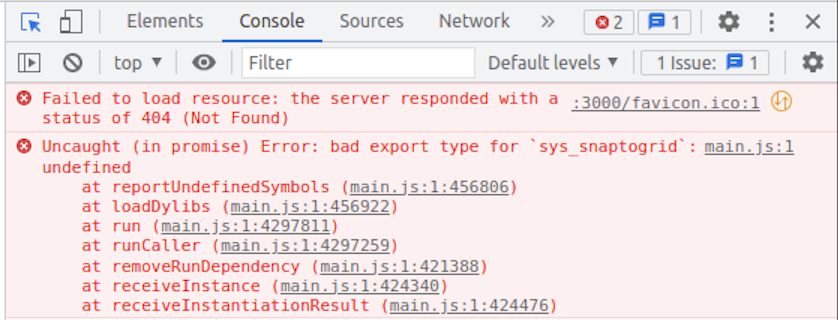 Elements Console Sources Network » 2 1
top ▼ Filter Default levels ▼ 1 Issue: 1
Failed to load resource: the server responded with a :3000/favicon.ico:1
status of 404 (Not Found)
Uncaught (in promise) Error: bad export type for `sys_snaptogrid`: main.js:1
undefined
at reportUndefinedSymbols (main.js:1:456806)
at loadDylibs (main.js:1:456922)
at run (main.js:1:4297811)
at runCaller (main.js:1:4297259)
at removeRunDependency (main.js:1:421388)
at receiveInstance (main.js:1:424340)
at receiveInstantiationResult (main.js:1:424476)